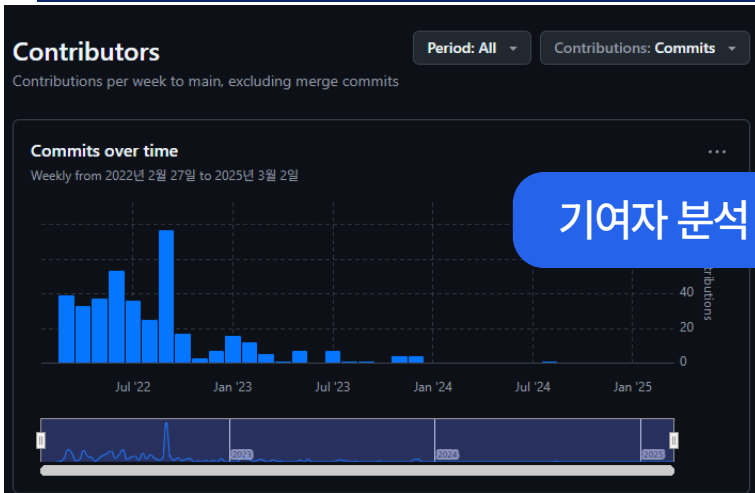 Contributors
Period: All
Contributions: Commits
Contributions per week to main, excluding merge commits
Commits over time
Weekly from 2022년 2월 27일 to 2025년 3월 2일
기여자 분석
40
20
0
Jul '22 Jan '23 Jul '23 Jan '24 Jul '24 Jan '25
2023 2024 2025